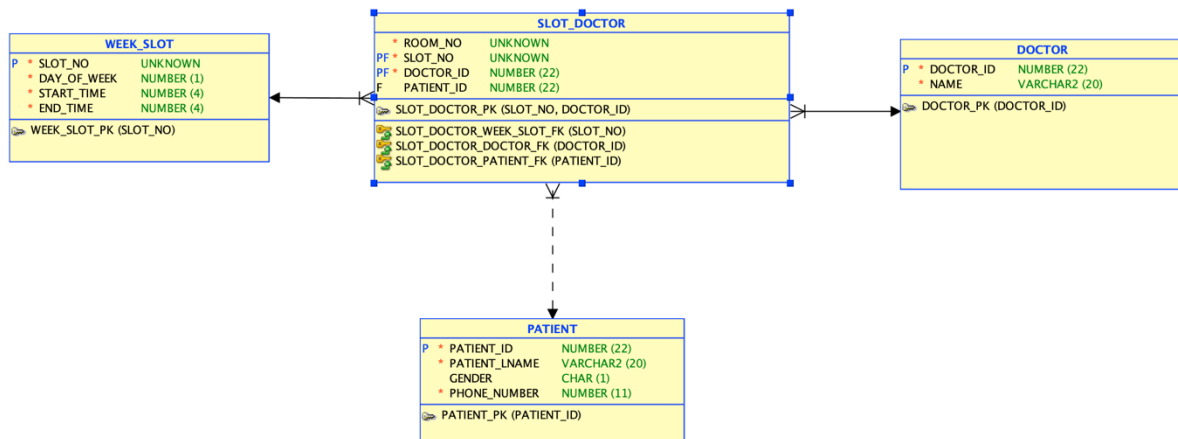 WEEK_SLOT
P * SLOT_NO UNKNOWN
* DAY_OF_WEEK NUMBER (1)
* START_TIME NUMBER (4)
* END_TIME NUMBER (4)
WEEK_SLOT_PK (SLOT_NO)
SLOT_DOCTOR
* ROOM_NO UNKNOWN
PF * SLOT_NO UNKNOWN
PF * DOCTOR_ID NUMBER (22)
F PATIENT_ID NUMBER (22)
SLOT_DOCTOR_PK (SLOT_NO, DOCTOR_ID)
SLOT_DOCTOR_WEEK_SLOT_FK (SLOT_NO)
SLOT_DOCTOR_DOCTOR_FK (DOCTOR_ID)
SLOT_DOCTOR_PATIENT_FK (PATIENT_ID)
DOCTOR
P * DOCTOR_ID NUMBER (22)
* NAME VARCHAR2 (20)
DOCTOR_PK (DOCTOR_ID)
PATIENT
P * PATIENT_ID NUMBER (22)
* PATIENT_LNAME VARCHAR2 (20)
GENDER CHAR (1)
* PHONE_NUMBER NUMBER (11)
PATIENT_PK (PATIENT_ID)